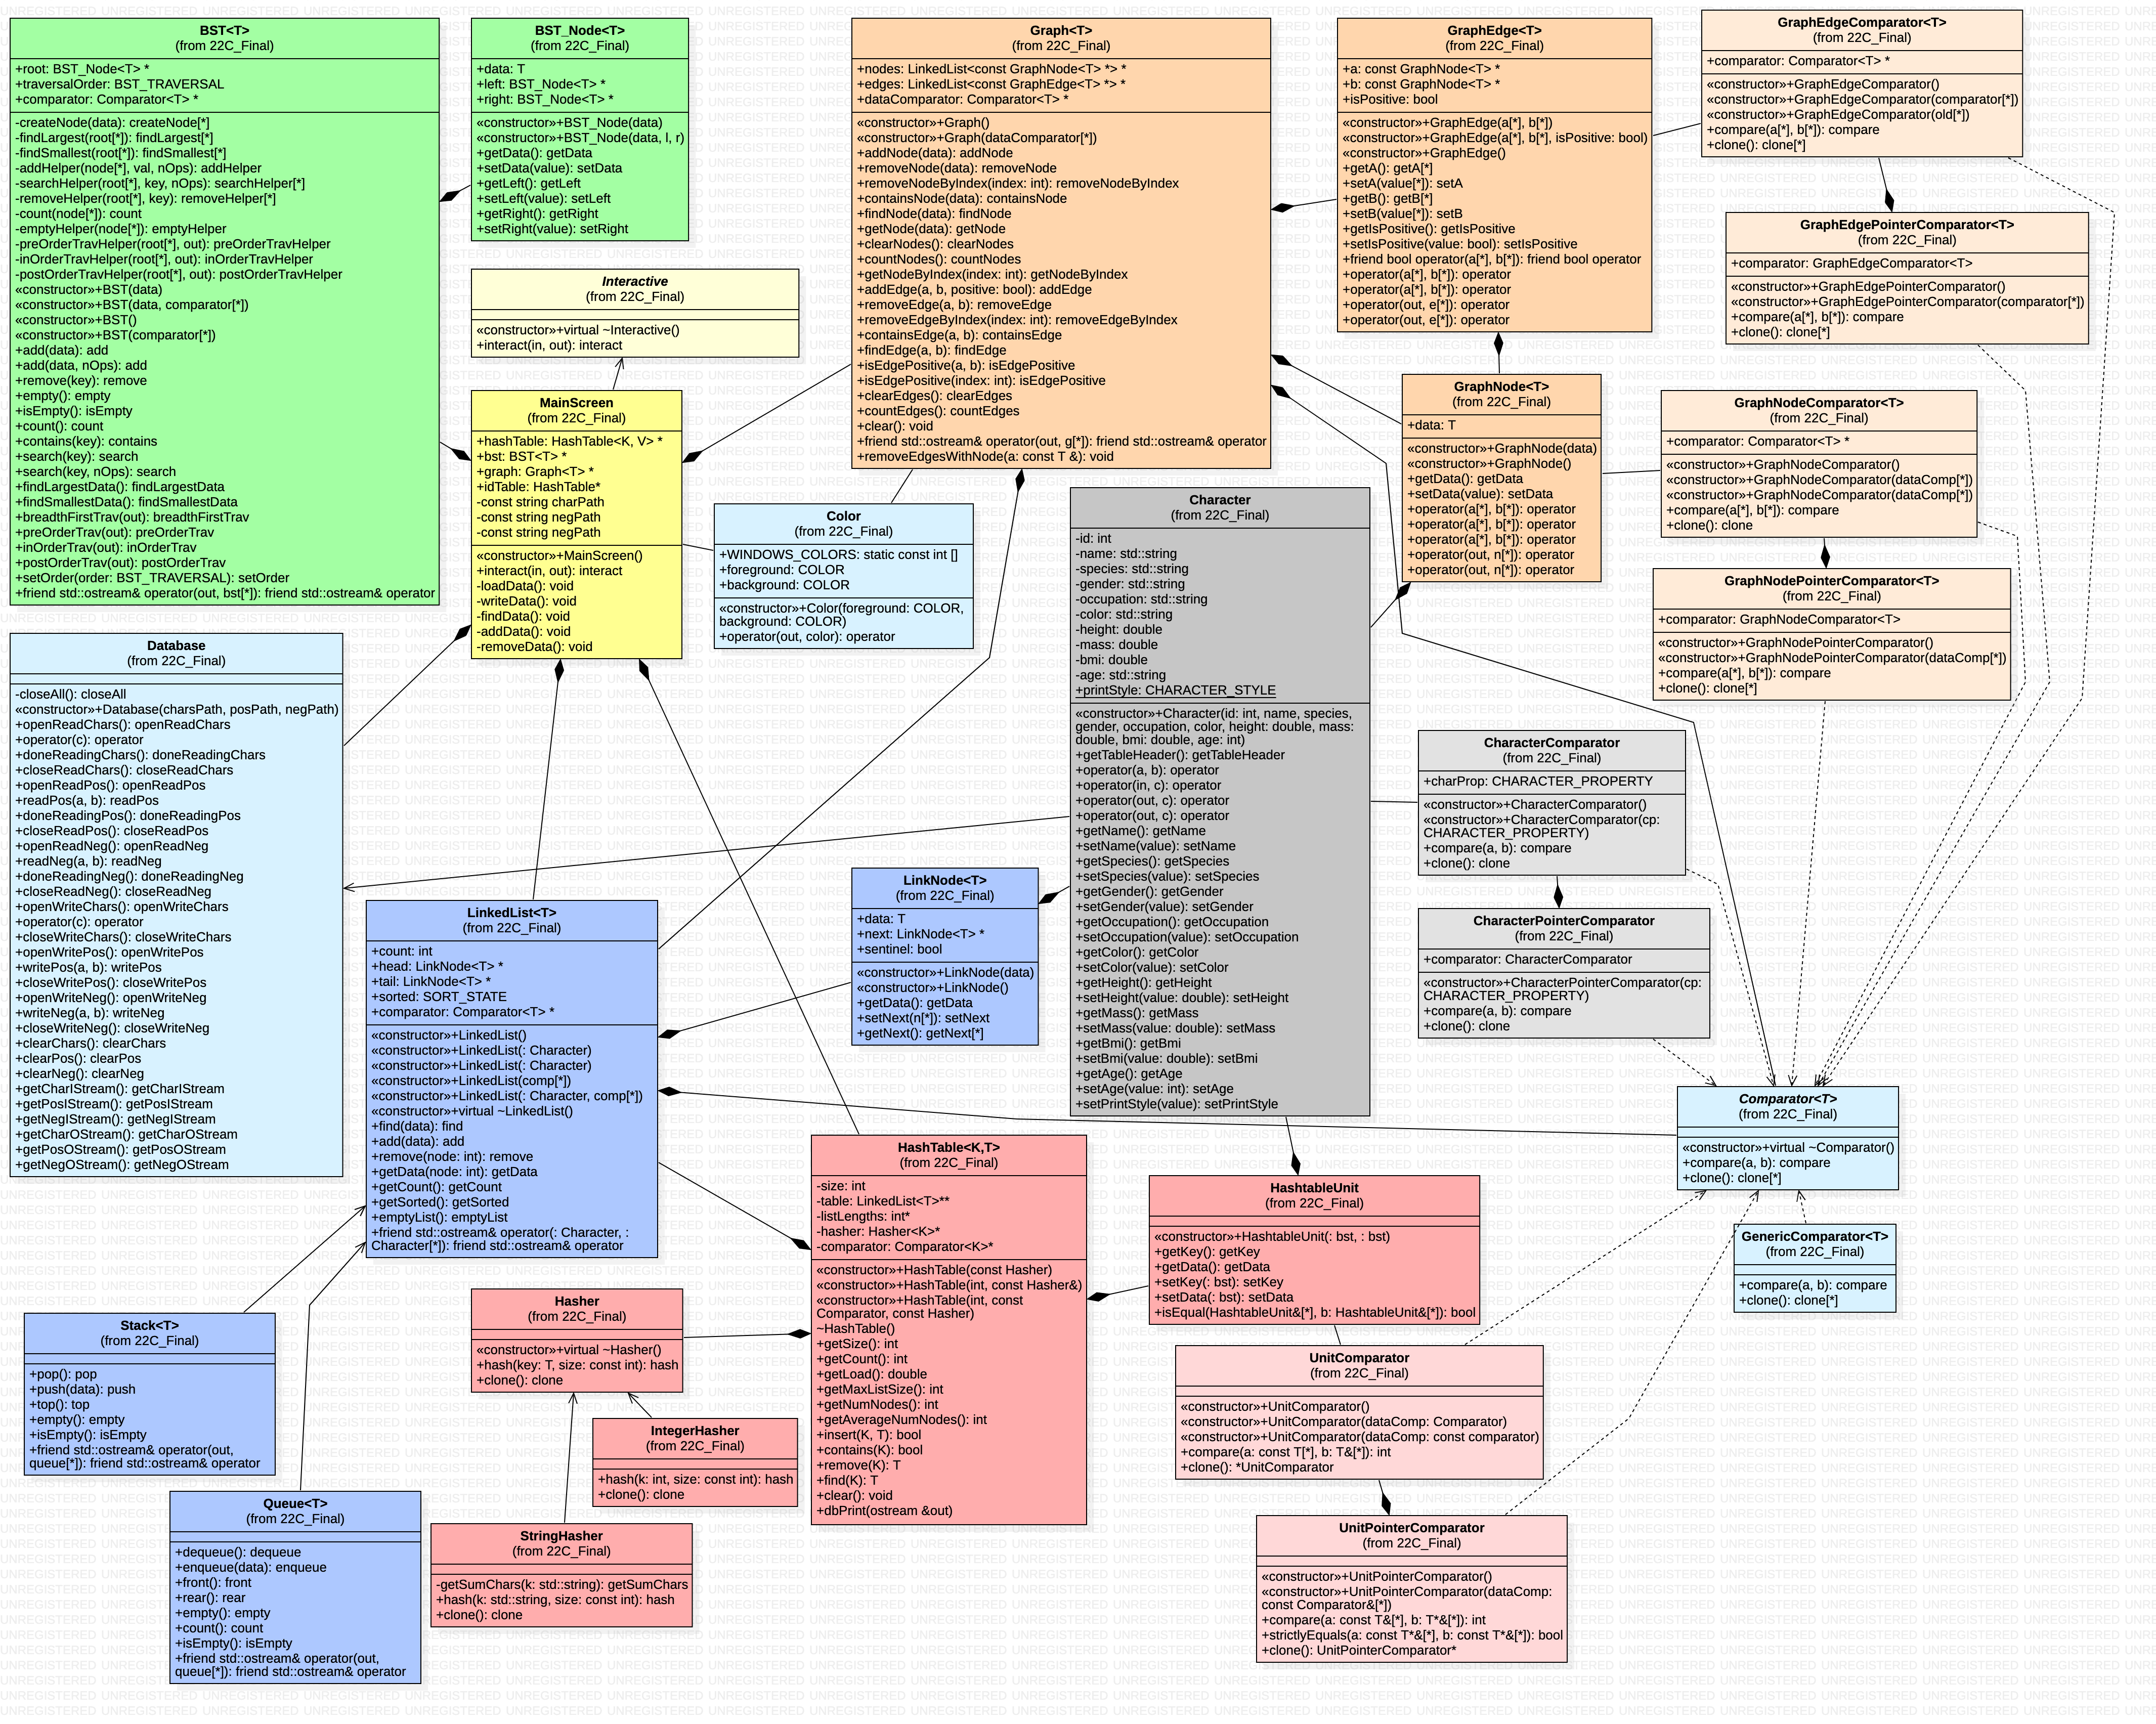 BST<T>
(from 22C_Final)
+root: BST_Node<T> *
+traversalOrder: BST_TRAVERSAL
+comparator: Comparator<T> *
-createNode(data): createNode[*]
-findLargest(root[*]): findLargest[*]
-findSmallest(root[*]): findSmallest[*]
-addHelper(node[*], val, nOps): addHelper
-searchHelper(root[*], key, nOps): searchHelper[*]
-removeHelper(root[*], key): removeHelper[*]
-count(node[*]): count
-emptyHelper(node[*]): emptyHelper
-preOrderTravHelper(root[*], out): preOrderTravHelper
-inOrderTravHelper(root[*], out): inOrderTravHelper
-postOrderTravHelper(root[*], out): postOrderTravHelper
«constructor»+BST(data)
«constructor»+BST(data, comparator[*])
«constructor»+BST()
«constructor»+BST(comparator[*])
+add(data): add
+add(data, nOps): add
+remove(key): remove
+empty(): empty
+isEmpty(): isEmpty
+count(): count
+contains(key): contains
+search(key): search
+search(key, nOps): search
+findLargestData(): findLargestData
+findSmallestData(): findSmallestData
+breadthFirstTrav(out): breadthFirstTrav
+preOrderTrav(out): preOrderTrav
+inOrderTrav(out): inOrderTrav
+postOrderTrav(out): postOrderTrav
+setOrder(order: BST_TRAVERSAL): setOrder
+friend std::ostream& operator(out, bst[*]): friend std::ostream& operator
BST_Node<T>
(from 22C_Final)
+data: T
+left: BST_Node<T> *
+right: BST_Node<T> *
«constructor»+BST_Node(data)
«constructor»+BST_Node(data, l, r)
+getData(): getData
+setData(value): setData
+getLeft(): getLeft
+setLeft(value): setLeft
+getRight(): getRight
+setRight(value): setRight
Interactive
(from 22C_Final)
«constructor»+virtual ~Interactive()
+interact(in, out): interact
MainScreen
(from 22C_Final)
+hashTable: HashTable<K, V> *
+bst: BST<T> *
+graph: Graph<T> *
+idTable: HashTable*
-const string charPath
-const string negPath
-const string negPath
«constructor»+MainScreen()
+interact(in, out): interact
-loadData(): void
-writeData(): void
-findData(): void
-addData(): void
-removeData(): void
Graph<T>
(from 22C_Final)
+nodes: LinkedList<const GraphNode<T> *> *
+edges: LinkedList<const GraphEdge<T> *> *
+dataComparator: Comparator<T> *
«constructor»+Graph()
«constructor»+Graph(dataComparator[*])
+addNode(data): addNode
+removeNode(data): removeNode
+removeNodeByIndex(index: int): removeNodeByIndex
+containsNode(data): containsNode
+findNode(data): findNode
+getNode(data): getNode
+clearNodes(): clearNodes
+countNodes(): countNodes
+getNodeByIndex(index: int): getNodeByIndex
+addEdge(a, b, positive: bool): addEdge
+removeEdge(a, b): removeEdge
+removeEdgeByIndex(index: int): removeEdgeByIndex
+containsEdge(a, b): containsEdge
+findEdge(a, b): findEdge
+isEdgePositive(a, b): isEdgePositive
+isEdgePositive(index: int): isEdgePositive
+clearEdges(): clearEdges
+countEdges(): countEdges
+clear(): void
+friend std::ostream& operator(out, g[*]): friend std::ostream& operator
+removeEdgesWithNode(a: const T &): void
GraphEdge<T>
(from 22C_Final)
+a: const GraphNode<T> *
+b: const GraphNode<T> *
+isPositive: bool
«constructor»+GraphEdge(a[*], b[*])
«constructor»+GraphEdge(a[*], b[*], isPositive: bool)
«constructor»+GraphEdge()
+getA(): getA[*]
+setA(value[*]): setA
+getB(): getB[*]
+setB(value[*]): setB
+getIsPositive(): getIsPositive
+setIsPositive(value: bool): setIsPositive
+friend bool operator(a[*], b[*]): friend bool operator
+operator(a[*], b[*]): operator
+operator(a[*], b[*]): operator
+operator(out, e[*]): operator
+operator(out, e[*]): operator
GraphEdgeComparator<T>
(from 22C_Final)
+comparator: Comparator<T> *
«constructor»+GraphEdgeComparator()
«constructor»+GraphEdgeComparator(comparator[*])
«constructor»+GraphEdgeComparator(old[*])
+compare(a[*], b[*]): compare
+clone(): clone[*]
GraphEdgePointerComparator<T>
(from 22C_Final)
+comparator: GraphEdgeComparator<T>
«constructor»+GraphEdgePointerComparator()
«constructor»+GraphEdgePointerComparator(comparator[*])
+compare(a[*], b[*]): compare
+clone(): clone[*]
GraphNode<T>
(from 22C_Final)
+data: T
«constructor»+GraphNode(data)
«constructor»+GraphNode()
+getData(): getData
+setData(value): setData
+operator(a[*], b[*]): operator
+operator(a[*], b[*]): operator
+operator(a[*], b[*]): operator
+operator(out, n[*]): operator
+operator(out, n[*]): operator
GraphNodeComparator<T>
(from 22C_Final)
+comparator: Comparator<T> *
«constructor»+GraphNodeComparator()
«constructor»+GraphNodeComparator(dataComp[*])
«constructor»+GraphNodeComparator(dataComp[*])
+compare(a[*], b[*]): compare
+clone(): clone
GraphNodePointerComparator<T>
(from 22C_Final)
+comparator: GraphNodeComparator<T>
«constructor»+GraphNodePointerComparator()
«constructor»+GraphNodePointerComparator(dataComp[*])
+compare(a[*], b[*]): compare
+clone(): clone[*]
Color
(from 22C_Final)
+WINDOWS_COLORS: static const int []
+foreground: COLOR
+background: COLOR
«constructor»+Color(foreground: COLOR,
background: COLOR)
+operator(out, color): operator
Character
(from 22C_Final)
-id: int
-name: std::string
-species: std::string
-gender: std::string
-occupation: std::string
-color: std::string
-height: double
-mass: double
-bmi: double
-age: std::string
+printStyle: CHARACTER_STYLE
«constructor»+Character(id: int, name, species,
gender, occupation, color, height: double, mass:
double, bmi: double, age: int)
+getTableHeader(): getTableHeader
+operator(a, b): operator
+operator(in, c): operator
+operator(out, c): operator
+operator(out, c): operator
+getName(): getName
+setName(value): setName
+getSpecies(): getSpecies
+setSpecies(value): setSpecies
+getGender(): getGender
+setGender(value): setGender
+getOccupation(): getOccupation
+setOccupation(value): setOccupation
+getColor(): getColor
+setColor(value): setColor
+getHeight(): getHeight
+setHeight(value: double): setHeight
+getMass(): getMass
+setMass(value: double): setMass
+getBmi(): getBmi
+setBmi(value: double): setBmi
+getAge(): getAge
+setAge(value: int): setAge
+setPrintStyle(value): setPrintStyle
Database
(from 22C_Final)
-closeAll(): closeAll
«constructor»+Database(charsPath, posPath, negPath)
+openReadChars(): openReadChars
+operator(c): operator
+doneReadingChars(): doneReadingChars
+closeReadChars(): closeReadChars
+openReadPos(): openReadPos
+readPos(a, b): readPos
+doneReadingPos(): doneReadingPos
+closeReadPos(): closeReadPos
+openReadNeg(): openReadNeg
+readNeg(a, b): readNeg
+doneReadingNeg(): doneReadingNeg
+closeReadNeg(): closeReadNeg
+openWriteChars(): openWriteChars
+operator(c): operator
+closeWriteChars(): closeWriteChars
+openWritePos(): openWritePos
+writePos(a, b): writePos
+closeWritePos(): closeWritePos
+openWriteNeg(): openWriteNeg
+writeNeg(a, b): writeNeg
+closeWriteNeg(): closeWriteNeg
+clearChars(): clearChars
+clearPos(): clearPos
+clearNeg(): clearNeg
+getCharIStream(): getCharIStream
+getPosIStream(): getPosIStream
+getNegIStream(): getNegIStream
+getCharOStream(): getCharOStream
+getPosOStream(): getPosOStream
+getNegOStream(): getNegOStream
LinkedList<T>
(from 22C_Final)
+count: int
+head: LinkNode<T> *
+tail: LinkNode<T> *
+sorted: SORT_STATE
+comparator: Comparator<T> *
«constructor»+LinkedList()
«constructor»+LinkedList(: Character)
«constructor»+LinkedList(: Character)
«constructor»+LinkedList(comp[*])
«constructor»+LinkedList(: Character, comp[*])
«constructor»+virtual ~LinkedList()
+find(data): find
+add(data): add
+remove(node: int): remove
+getData(node: int): getData
+getCount(): getCount
+getSorted(): getSorted
+emptyList(): emptyList
+friend std::ostream& operator(: Character, :
Character[*]): friend std::ostream& operator
LinkNode<T>
(from 22C_Final)
+data: T
+next: LinkNode<T> *
+sentinel: bool
«constructor»+LinkNode(data)
«constructor»+LinkNode()
+getData(): getData
+setNext(n[*]): setNext
+getNext(): getNext[*]
CharacterComparator
(from 22C_Final)
+charProp: CHARACTER_PROPERTY
«constructor»+CharacterComparator()
«constructor»+CharacterComparator(cp:
CHARACTER_PROPERTY)
+compare(a, b): compare
+clone(): clone
CharacterPointerComparator
(from 22C_Final)
+comparator: CharacterComparator
«constructor»+CharacterPointerComparator(cp:
CHARACTER_PROPERTY)
+compare(a, b): compare
+clone(): clone
Comparator<T>
(from 22C_Final)
«constructor»+virtual ~Comparator()
+compare(a, b): compare
+clone(): clone[*]
GenericComparator<T>
(from 22C_Final)
+compare(a, b): compare
+clone(): clone[*]
HashTable<K,T>
(from 22C_Final)
-size: int
-table: LinkedList<T>**
-listLengths: int*
-hasher: Hasher<K>*
-comparator: Comparator<K>*
«constructor»+HashTable(const Hasher)
«constructor»+HashTable(int, const Hasher&)
«constructor»+HashTable(int, const
Comparator, const Hasher)
~HashTable()
+getSize(): int
+getCount(): int
+getLoad(): double
+getMaxListSize(): int
+getNumNodes(): int
+getAverageNumNodes(): int
+insert(K, T): bool
+contains(K): bool
+remove(K): T
+find(K): T
+clear(): void
+dbPrint(ostream &out)
HashtableUnit
(from 22C_Final)
«constructor»+HashtableUnit(: bst, : bst)
+getKey(): getKey
+getData(): getData
+setKey(: bst): setKey
+setData(: bst): setData
+isEqual(HashtableUnit&[*], b: HashtableUnit&[*]): bool
UnitComparator
(from 22C_Final)
«constructor»+UnitComparator()
«constructor»+UnitComparator(dataComp: Comparator)
«constructor»+UnitComparator(dataComp: const comparator)
+compare(a: const T[*], b: T&[*]): int
+clone(): *UnitComparator
UnitPointerComparator
(from 22C_Final)
«constructor»+UnitPointerComparator()
«constructor»+UnitPointerComparator(dataComp:
const Comparator&[*])
+compare(a: const T&[*], b: T*&[*]): int
+strictlyEquals(a: const T*&[*], b: const T*&[*]): bool
+clone(): UnitPointerComparator*
Stack<T>
(from 22C_Final)
+pop(): pop
+push(data): push
+top(): top
+empty(): empty
+isEmpty(): isEmpty
+friend std::ostream& operator(out,
queue[*]): friend std::ostream& operator
Queue<T>
(from 22C_Final)
+dequeue(): dequeue
+enqueue(data): enqueue
+front(): front
+rear(): rear
+empty(): empty
+count(): count
+isEmpty(): isEmpty
+friend std::ostream& operator(out,
queue[*]): friend std::ostream& operator
Hasher
(from 22C_Final)
«constructor»+virtual ~Hasher()
+hash(key: T, size: const int): hash
+clone(): clone
IntegerHasher
(from 22C_Final)
+hash(k: int, size: const int): hash
+clone(): clone
StringHasher
(from 22C_Final)
-getSumChars(k: std::string): getSumChars
+hash(k: std::string, size: const int): hash
+clone(): clone
UNREGISTERED